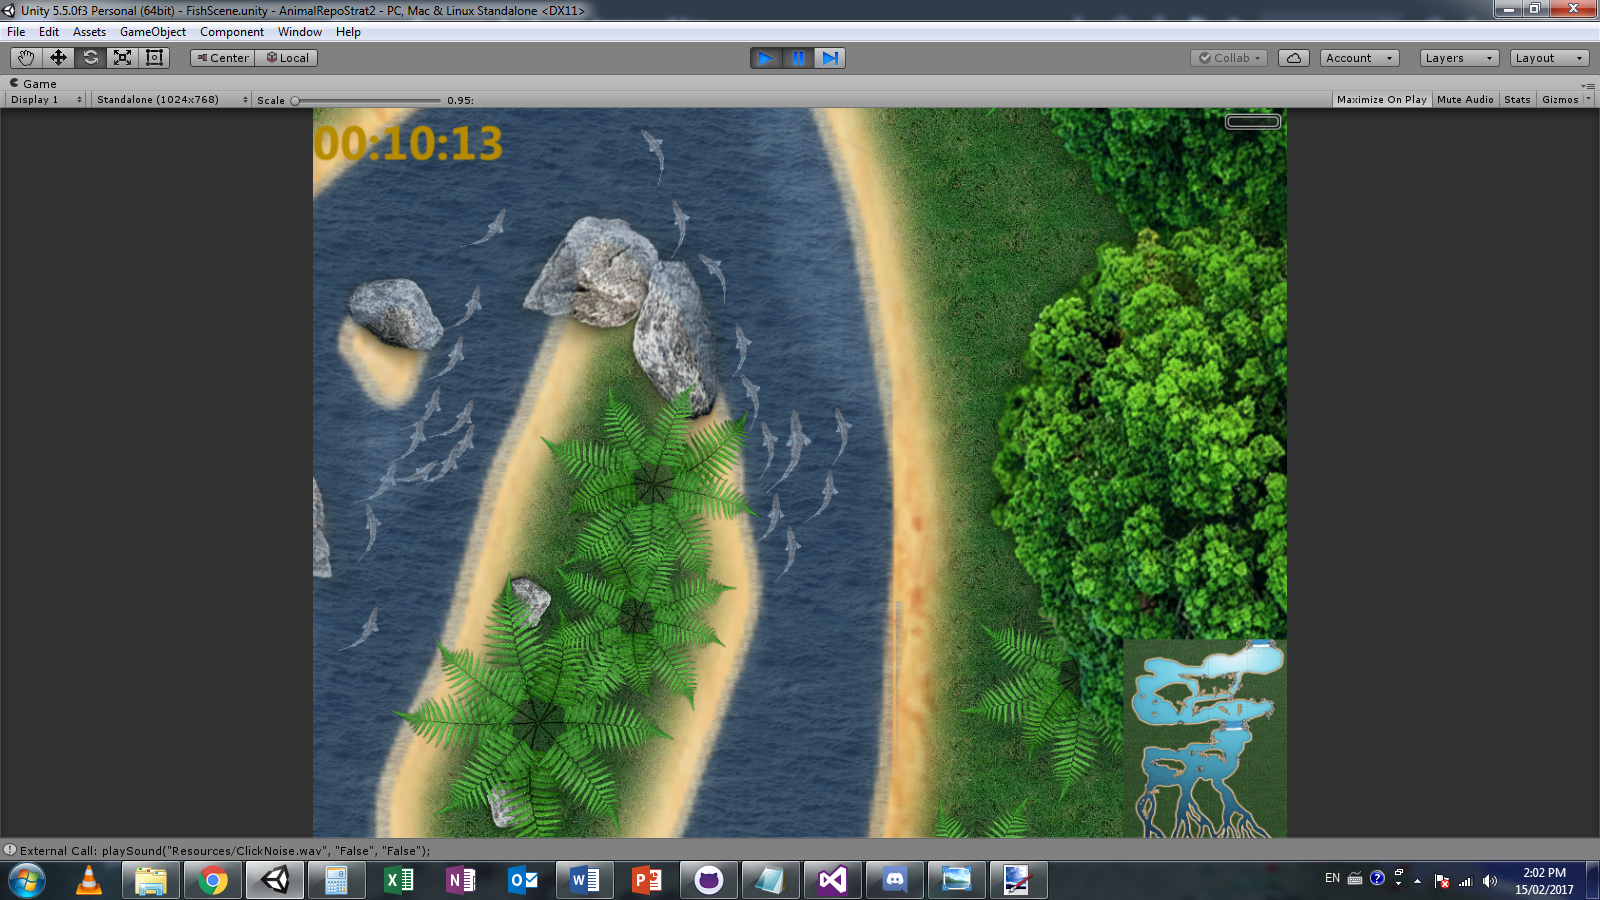 Unity 5.5.0f3 Personal (64bit) - FishScene.unity - AnimalRepoStrat2 - PC, Mac & Linux Standalone <DX11>
File Edit Assets GameObject Component Window Help
Center Local Collab Account Layers Layout
Game
Display 1 Standalone (1024x768) Scale 0.95: Maximize On Play Mute Audio Stats Gizmos
00:10:13
External Call: playSound("Resources/ClickNoise.wav", "False", "False");
EN 2:02 PM
15/02/2017